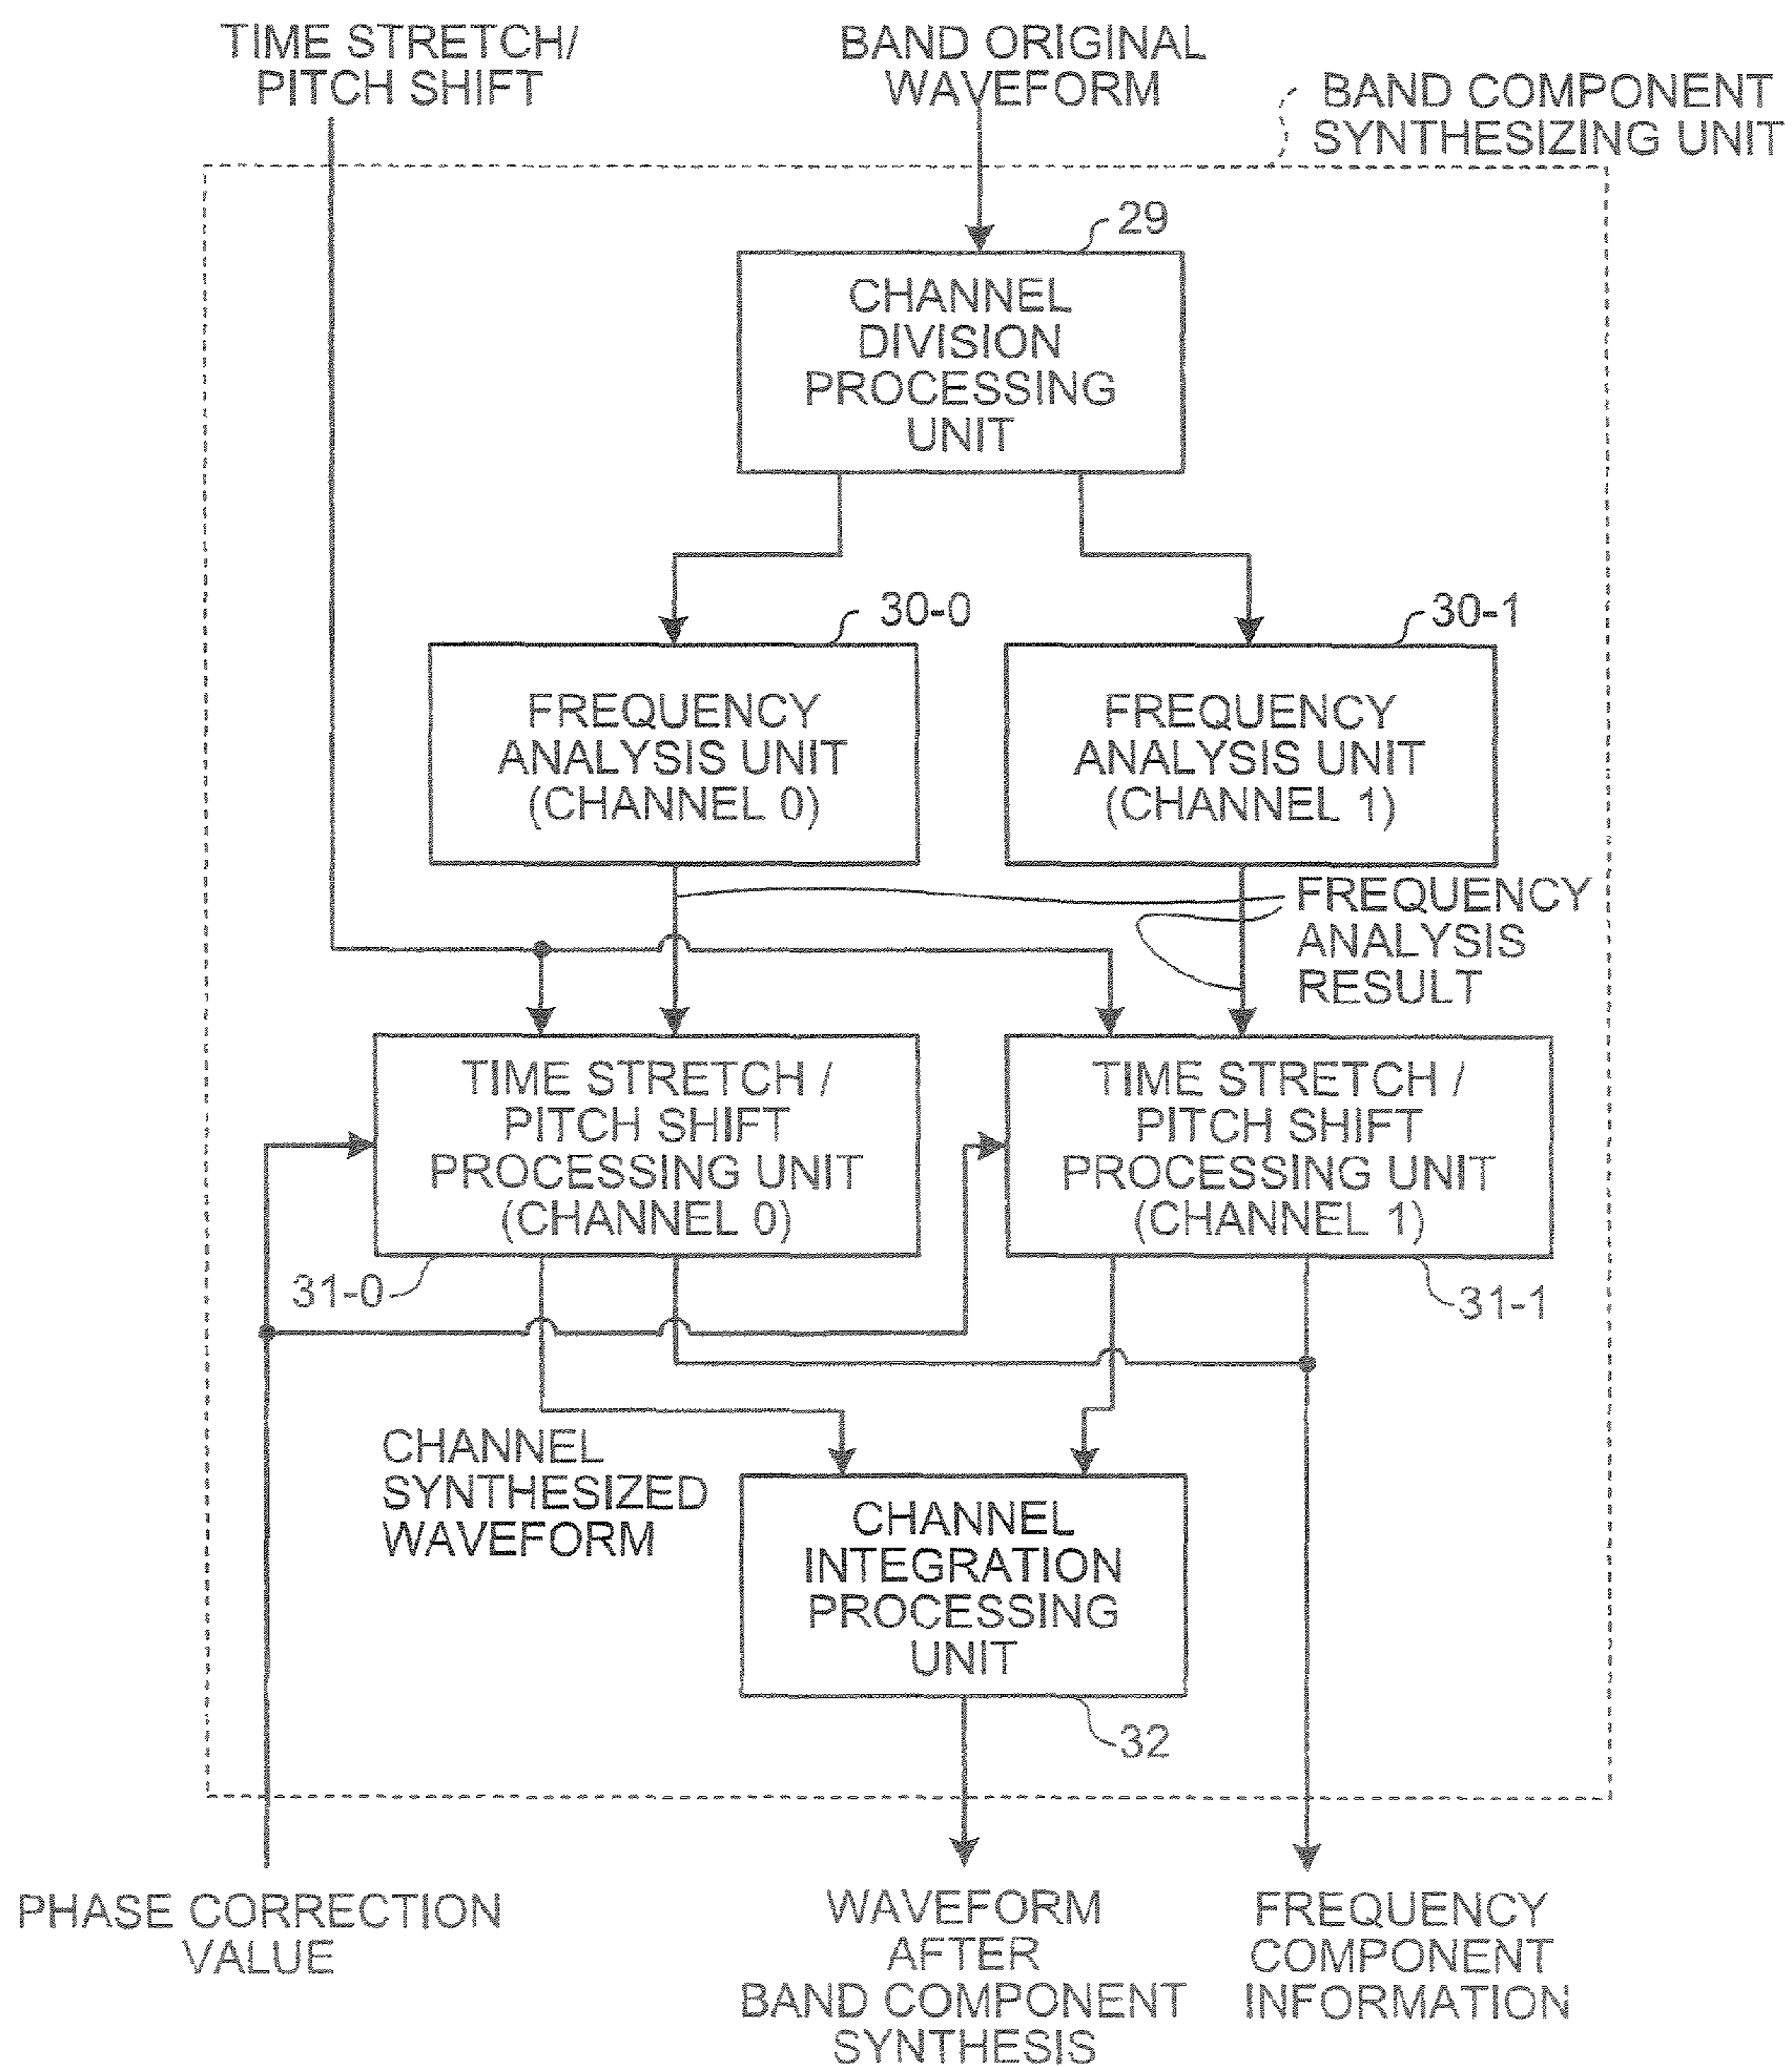 TIME STRETCH/
PITCH SHIFT
BAND ORIGINAL
WAVEFORM
BAND COMPONENT
SYNTHESIZING UNIT
29
CHANNEL
DIVISION
PROCESSING
UNIT
30-0
30-1
FREQUENCY
ANALYSIS UNIT
(CHANNEL 0)
FREQUENCY
ANALYSIS UNIT
(CHANNEL 1)
FREQUENCY
ANALYSIS
RESULT
TIME STRETCH /
PITCH SHIFT
PROCESSING UNIT
(CHANNEL 0)
TIME STRETCH /
PITCH SHIFT
PROCESSING UNIT
(CHANNEL 1)
31-0
31-1
CHANNEL
SYNTHESIZED
WAVEFORM
CHANNEL
INTEGRATION
PROCESSING
UNIT
32
PHASE CORRECTION
VALUE
WAVEFORM
AFTER
BAND COMPONENT
SYNTHESIS
FREQUENCY
COMPONENT
INFORMATION